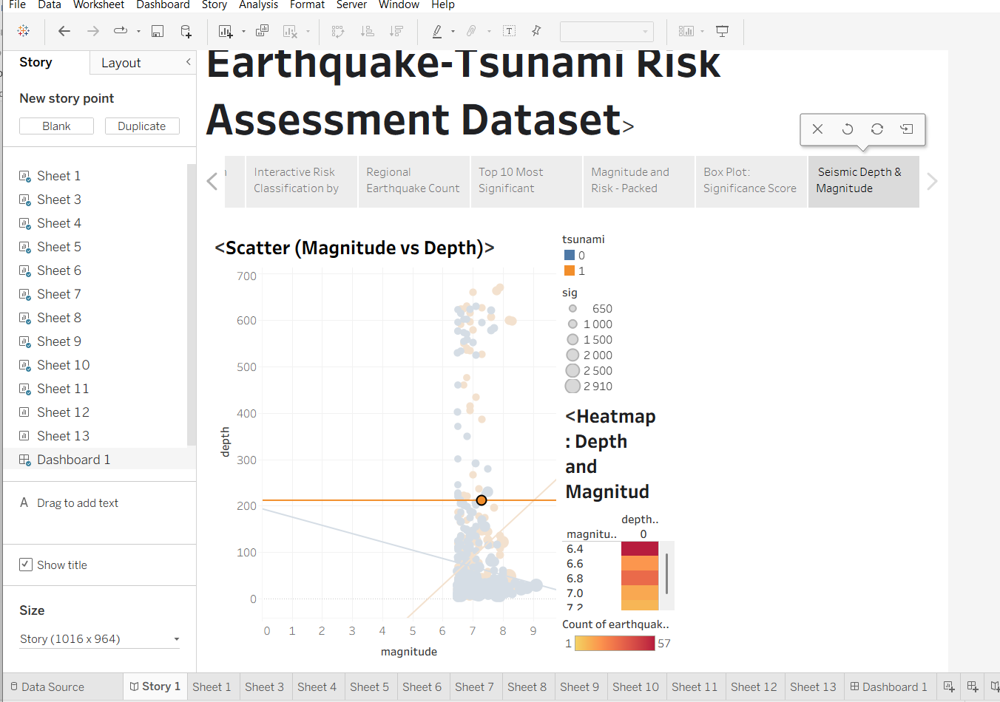 File Data Worksheet Dashboard Story Analysis Format Server Window Help
Story
Layout
New story point
Blank
Duplicate
Sheet 1
Sheet 3
Sheet 4
Sheet 5
Sheet 6
Sheet 7
Sheet 8
Sheet 9
Sheet 10
Sheet 11
Sheet 12
Sheet 13
Dashboard 1
A Drag to add text
Show title
Size
Story (1016 x 964)
Earthquake-Tsunami Risk
Assessment Dataset>
Interactive Risk
Classification by
Regional
Earthquake Count
Top 10 Most
Significant
Magnitude and
Risk - Packed
Box Plot:
Significance Score
Seismic Depth &
Magnitude
<Scatter (Magnitude vs Depth)>
700
600
500
400
300
200
100
0
depth
0 1 2 3 4 5 6 7 8 9
magnitude
tsunami
0
1
sig
650
1 000
1 500
2 000
2 500
2 910
<Heatmap
: Depth
and
Magnitud
depth..
magnitu.. 0
6.4
6.6
6.8
7.0
7.2
Count of earthquak..
1 57
Data Source Story 1 Sheet 1 Sheet 3 Sheet 4 Sheet 5 Sheet 6 Sheet 7 Sheet 8 Sheet 9 Sheet 10 Sheet 11 Sheet 12 Sheet 13 Dashboard 1